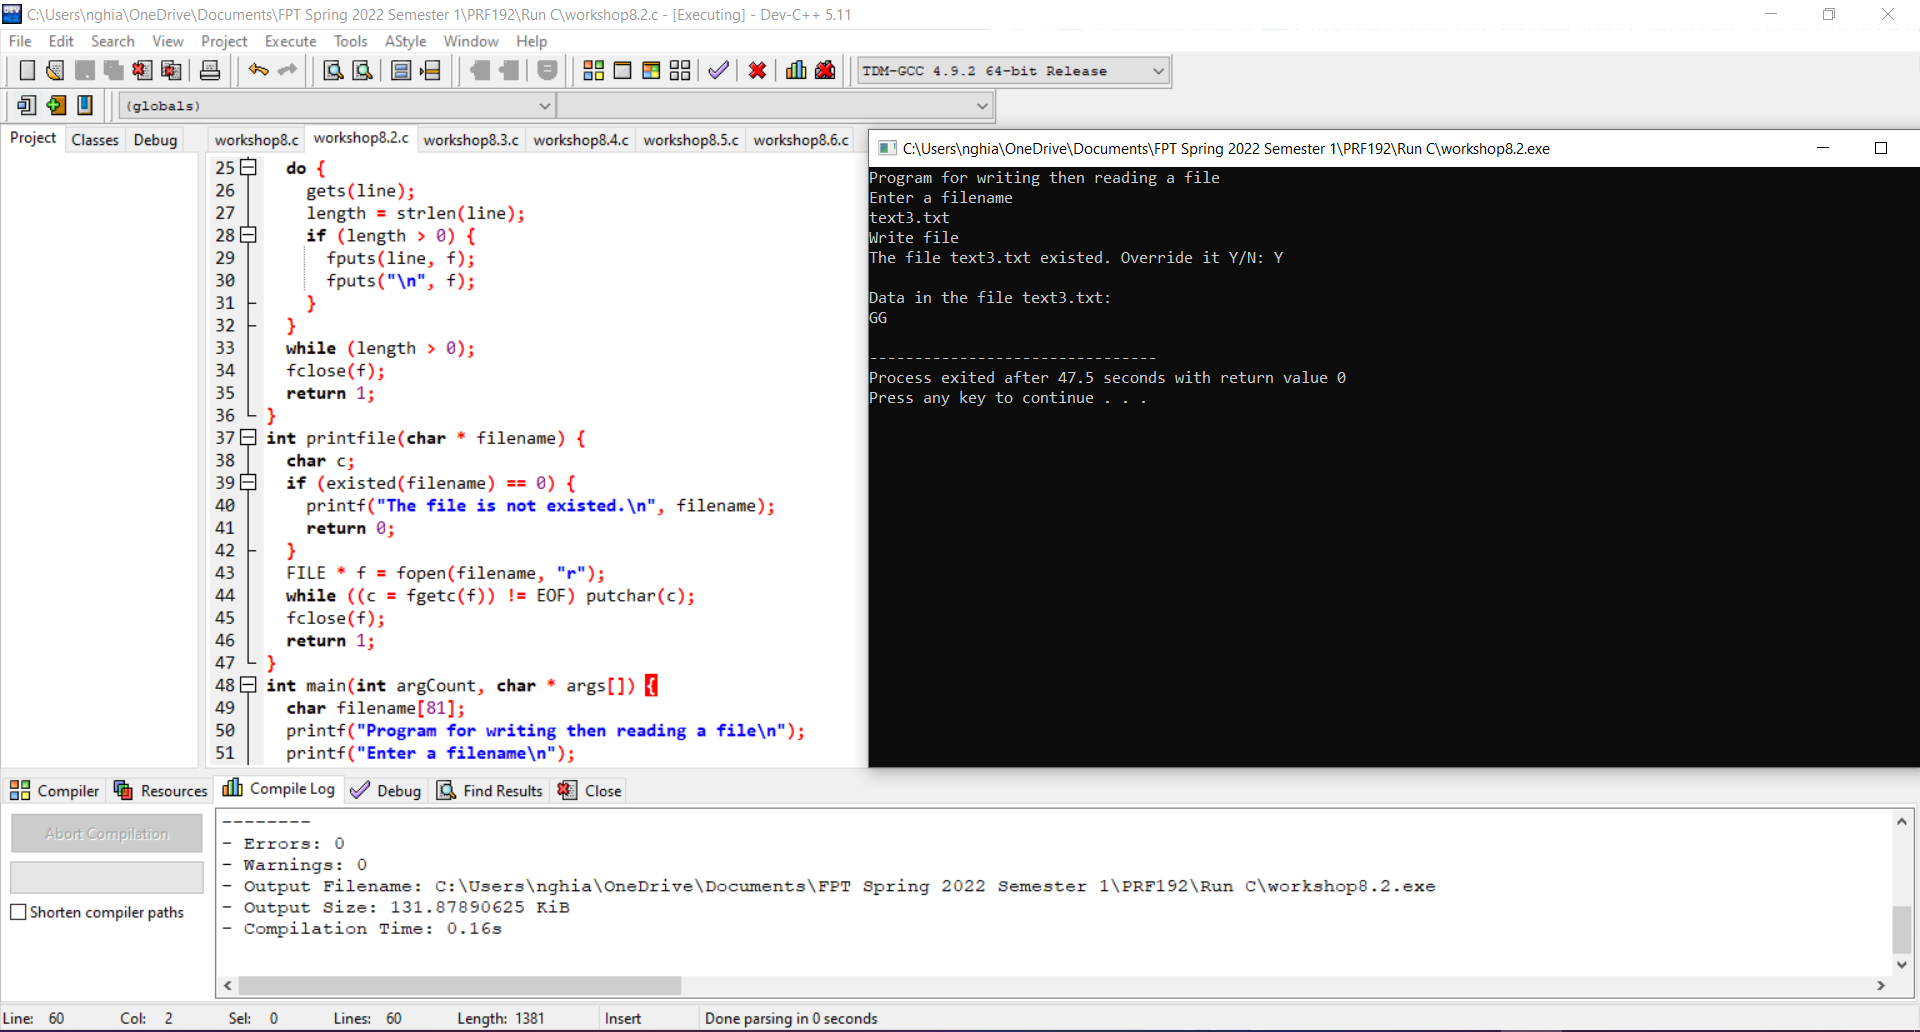 C:\Users\nghia\OneDrive\Documents\FPT Spring 2022 Semester 1\PRF192\Run C\workshop8.2.c - [Executing] - Dev-C++ 5.11
File Edit Search View Project Execute Tools AStyle Window Help
TDM-GCC 4.9.2 64-bit Release
(globals)
Project Classes Debug
workshop8.c workshop8.2.c workshop8.3.c workshop8.4.c workshop8.5.c workshop8.6.c
25 do {
26 gets(line);
27 length = strlen(line);
28 if (length > 0) {
29 fputs(line, f);
30 fputs("\n", f);
31 }
32 }
33 while (length > 0);
34 fclose(f);
35 return 1;
36 }
37 int printfile(char * filename) {
38 char c;
39 if (existed(filename) == 0) {
40 printf("The file is not existed.\n", filename);
41 return 0;
42 }
43 FILE * f = fopen(filename, "r");
44 while ((c = fgetc(f)) != EOF) putchar(c);
45 fclose(f);
46 return 1;
47 }
48 int main(int argCount, char * args[]) {
49 char filename[81];
50 printf("Program for writing then reading a file\n");
51 printf("Enter a filename\n");
C:\Users\nghia\OneDrive\Documents\FPT Spring 2022 Semester 1\PRF192\Run C\workshop8.2.exe
Program for writing then reading a file
Enter a filename
text3.txt
Write file
The file text3.txt existed. Override it Y/N: Y
Data in the file text3.txt:
GG
--------------------------------
Process exited after 47.5 seconds with return value 0
Press any key to continue . . .
Compiler Resources Compile Log Debug Find Results Close
Abort Compilation
Shorten compiler paths
--------
- Errors: 0
- Warnings: 0
- Output Filename: C:\Users\nghia\OneDrive\Documents\FPT Spring 2022 Semester 1\PRF192\Run C\workshop8.2.exe
- Output Size: 131.87890625 KiB
- Compilation Time: 0.16s
Line: 60 Col: 2 Sel: 0 Lines: 60 Length: 1381 Insert Done parsing in 0 seconds